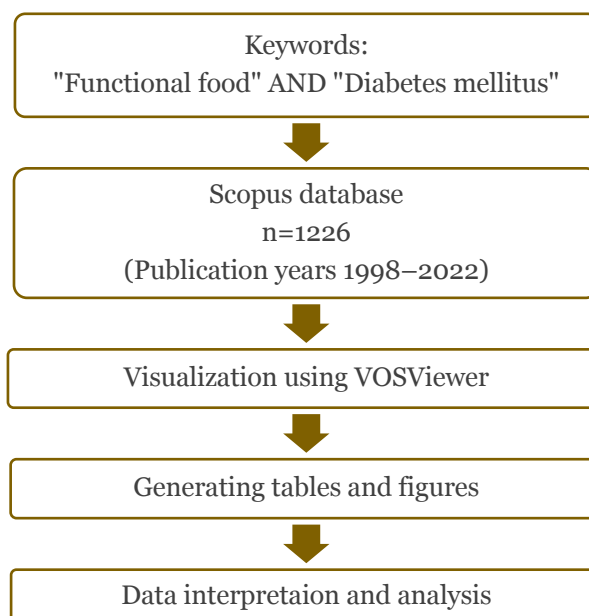 Keywords:
"Functional food" AND "Diabetes mellitus"
Scopus database
n=1226
(Publication years 1998–2022)
Visualization using VOSViewer
Generating tables and figures
Data interpretaion and analysis